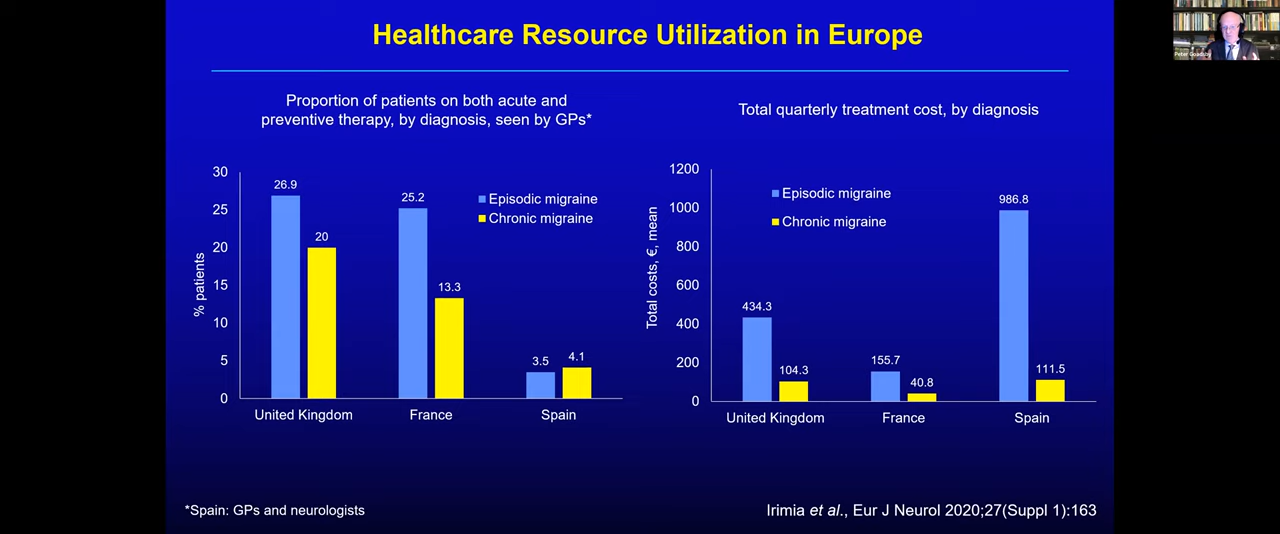 Healthcare Resource Utilization in Europe
Peter Goadsby
Proportion of patients on both acute and
preventive therapy, by diagnosis, seen by GPs*
% patients
30
25
20
15
10
5
0
26.9
20
25.2
13.3
3.5
4.1
Episodic migraine
Chronic migraine
United Kingdom
France
Spain
Total quarterly treatment cost, by diagnosis
Total costs, €, mean
1200
1000
800
600
400
200
0
434.3
104.3
155.7
40.8
986.8
111.5
Episodic migraine
Chronic migraine
United Kingdom
France
Spain
*Spain: GPs and neurologists
Irimia et al., Eur J Neurol 2020;27(Suppl 1):163